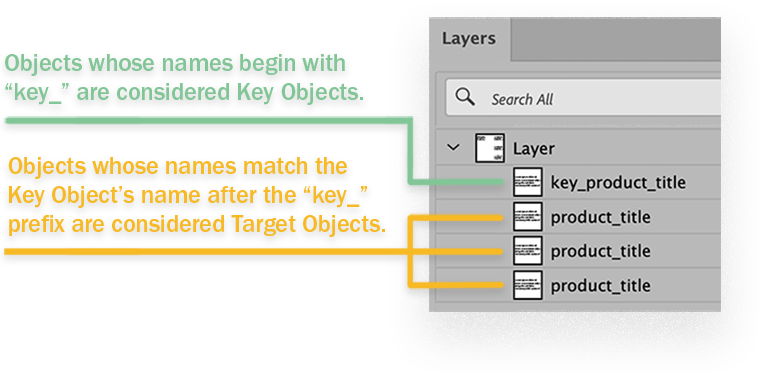 Layers
Objects whose names begin with
“key_” are considered Key Objects.
Search All
Layer
Objects whose names match the
Key Object’s name after the “key_”
prefix are considered Target Objects.
key_product_title
product_title
product_title
product_title